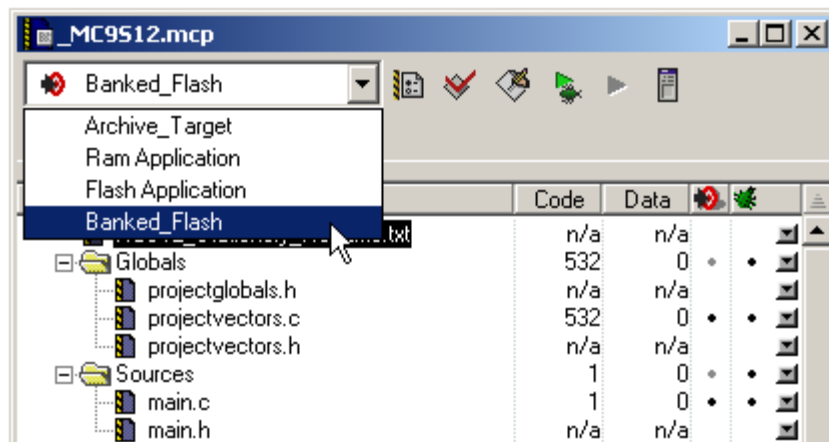 _MC9S12.mcp
Banked_Flash
Archive_Target
Ram Application
Flash Application
Banked_Flash
Code Data
.txt n/a n/a
Globals 532 0
projectglobals.h n/a n/a
projectvectors.c 532 0
projectvectors.h n/a n/a
Sources 1 0
main.c 1 0
main.h n/a n/a